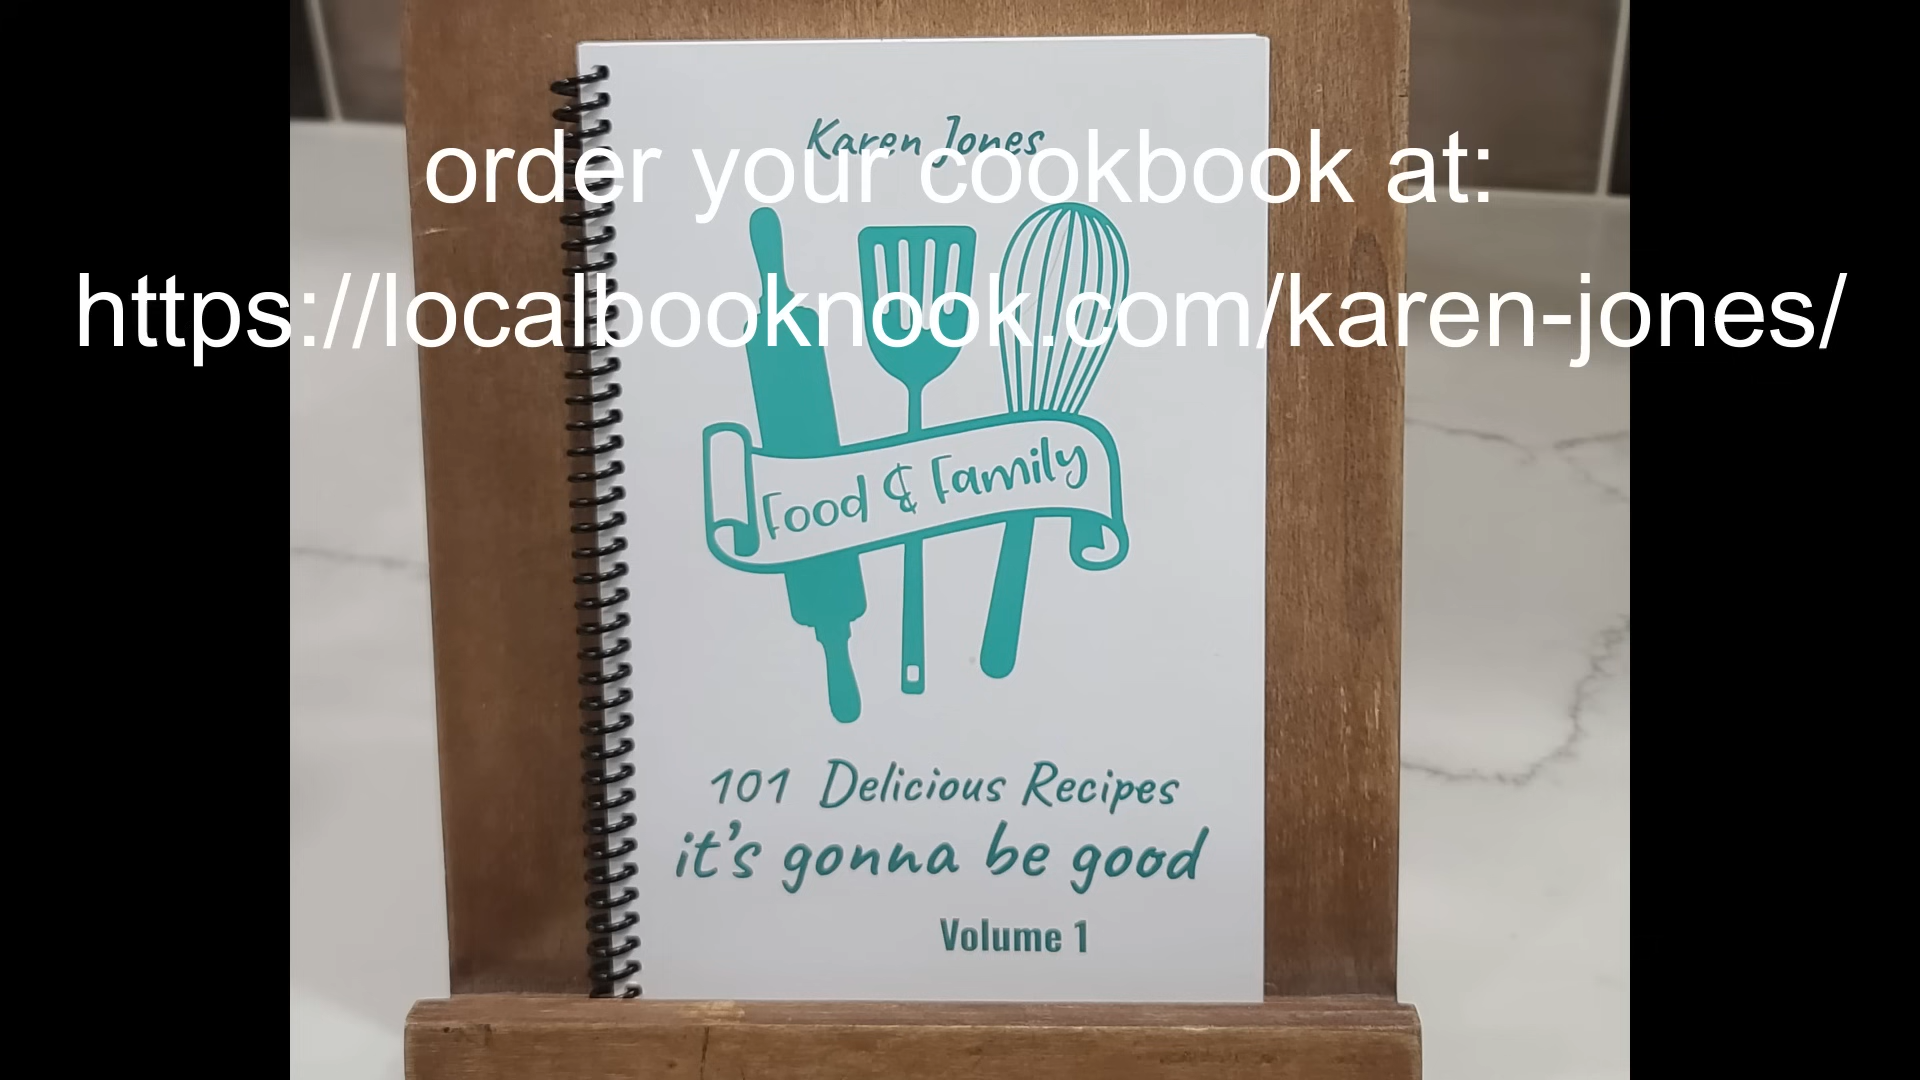 Karen Jones
order your cookbook at:
https://localbooknook.com/karen-jones/
Food & Family
101 Delicious Recipes
it's gonna be good
Volume 1